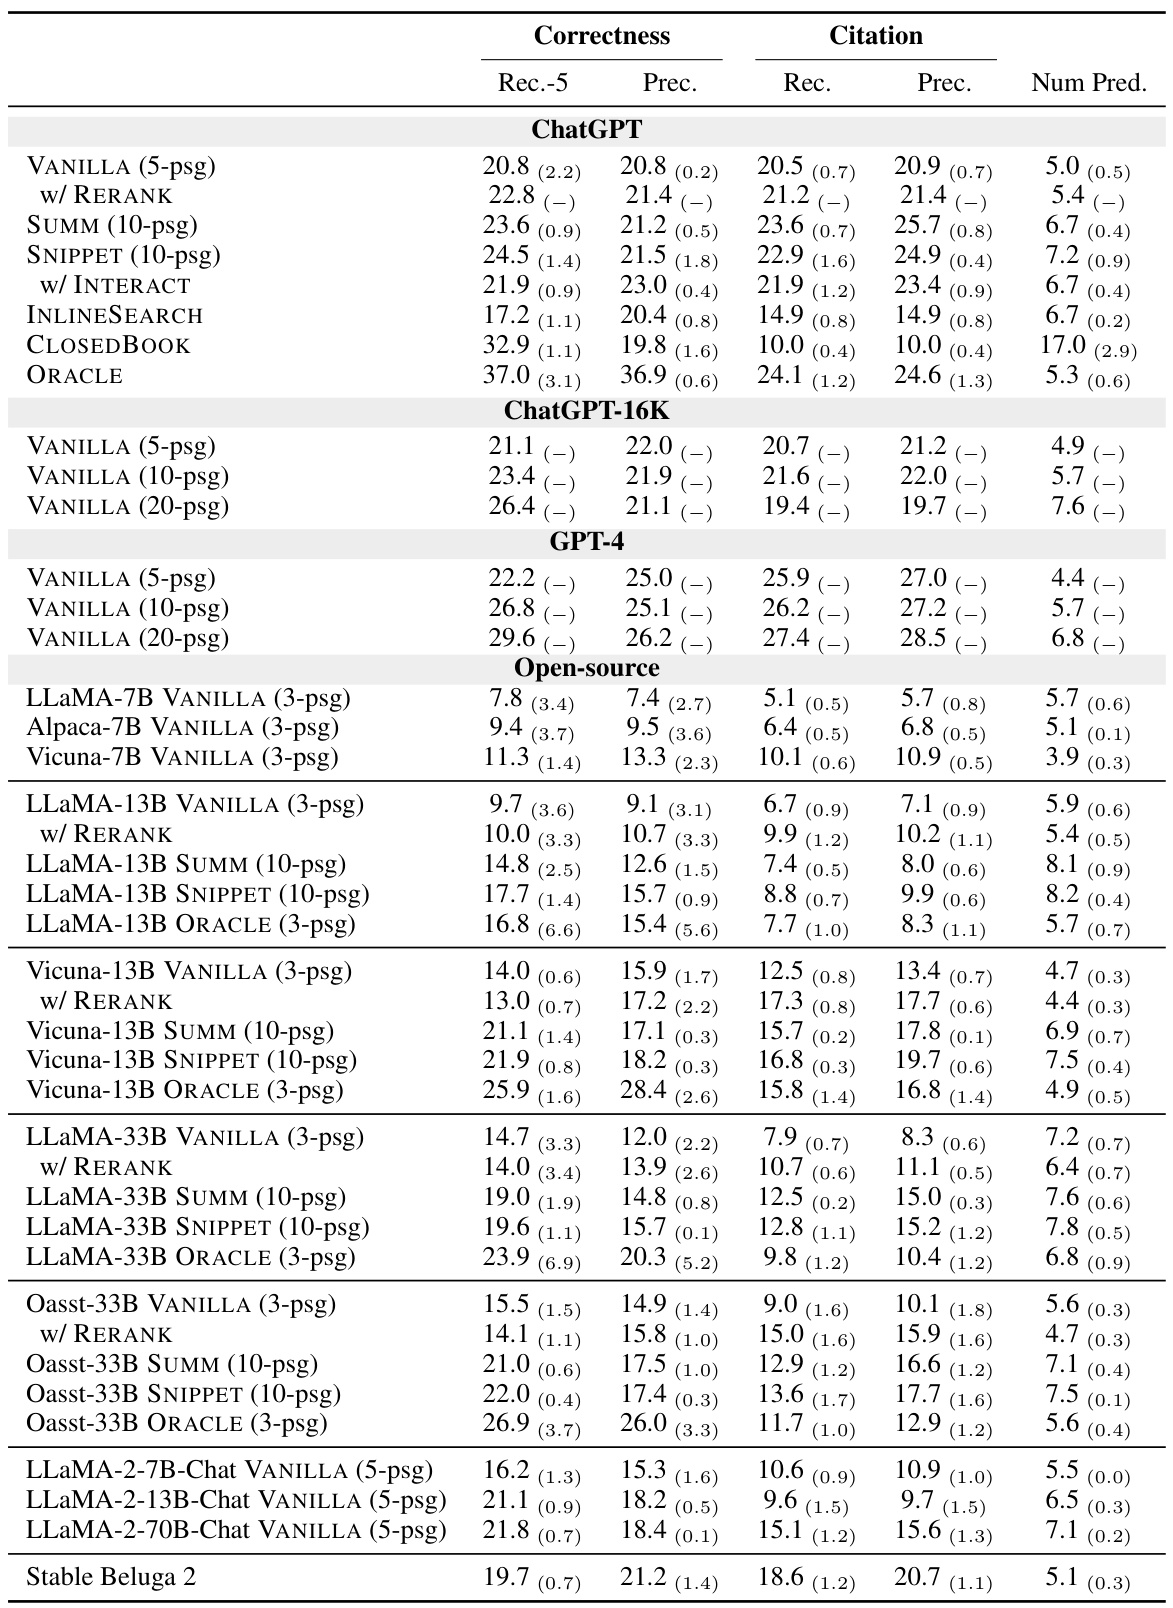 Correctness Citation
Rec.-5 Prec. Rec. Prec. Num Pred.
ChatGPT
VANILLA (5-psg) 20.8 (2.2) 20.8 (0.2) 20.5 (0.7) 20.9 (0.7) 5.0 (0.5)
w/ RERANK 22.8 (−) 21.4 (−) 21.2 (−) 21.4 (−) 5.4 (−)
SUMM (10-psg) 23.6 (0.9) 21.2 (0.5) 23.6 (0.7) 25.7 (0.8) 6.7 (0.4)
SNIPPET (10-psg) 24.5 (1.4) 21.5 (1.8) 22.9 (1.6) 24.9 (0.4) 7.2 (0.9)
w/ INTERACT 21.9 (0.9) 23.0 (0.4) 21.9 (1.2) 23.4 (0.9) 6.7 (0.4)
INLINESEARCH 17.2 (1.1) 20.4 (0.8) 14.9 (0.8) 14.9 (0.8) 6.7 (0.2)
CLOSEDBOOK 32.9 (1.1) 19.8 (1.6) 10.0 (0.4) 10.0 (0.4) 17.0 (2.9)
ORACLE 37.0 (3.1) 36.9 (0.6) 24.1 (1.2) 24.6 (1.3) 5.3 (0.6)
ChatGPT-16K
VANILLA (5-psg) 21.1 (−) 22.0 (−) 20.7 (−) 21.2 (−) 4.9 (−)
VANILLA (10-psg) 23.4 (−) 21.9 (−) 21.6 (−) 22.0 (−) 5.7 (−)
VANILLA (20-psg) 26.4 (−) 21.1 (−) 19.4 (−) 19.7 (−) 7.6 (−)
GPT-4
VANILLA (5-psg) 22.2 (−) 25.0 (−) 25.9 (−) 27.0 (−) 4.4 (−)
VANILLA (10-psg) 26.8 (−) 25.1 (−) 26.2 (−) 27.2 (−) 5.7 (−)
VANILLA (20-psg) 29.6 (−) 26.2 (−) 27.4 (−) 28.5 (−) 6.8 (−)
Open-source
LLaMA-7B VANILLA (3-psg) 7.8 (3.4) 7.4 (2.7) 5.1 (0.5) 5.7 (0.8) 5.7 (0.6)
Alpaca-7B VANILLA (3-psg) 9.4 (3.7) 9.5 (3.6) 6.4 (0.5) 6.8 (0.5) 5.1 (0.1)
Vicuna-7B VANILLA (3-psg) 11.3 (1.4) 13.3 (2.3) 10.1 (0.6) 10.9 (0.5) 3.9 (0.3)
LLaMA-13B VANILLA (3-psg) 9.7 (3.6) 9.1 (3.1) 6.7 (0.9) 7.1 (0.9) 5.9 (0.6)
w/ RERANK 10.0 (3.3) 10.7 (3.3) 9.9 (1.2) 10.2 (1.1) 5.4 (0.5)
LLaMA-13B SUMM (10-psg) 14.8 (2.5) 12.6 (1.5) 7.4 (0.5) 8.0 (0.6) 8.1 (0.9)
LLaMA-13B SNIPPET (10-psg) 17.7 (1.4) 15.7 (0.9) 8.8 (0.7) 9.9 (0.6) 8.2 (0.4)
LLaMA-13B ORACLE (3-psg) 16.8 (6.6) 15.4 (5.6) 7.7 (1.0) 8.3 (1.1) 5.7 (0.7)
Vicuna-13B VANILLA (3-psg) 14.0 (0.6) 15.9 (1.7) 12.5 (0.8) 13.4 (0.7) 4.7 (0.3)
w/ RERANK 13.0 (0.7) 17.2 (2.2) 17.3 (0.8) 17.7 (0.6) 4.4 (0.3)
Vicuna-13B SUMM (10-psg) 21.1 (1.4) 17.1 (0.3) 15.7 (0.2) 17.8 (0.1) 6.9 (0.7)
Vicuna-13B SNIPPET (10-psg) 21.9 (0.8) 18.2 (0.3) 16.8 (0.3) 19.7 (0.6) 7.5 (0.4)
Vicuna-13B ORACLE (3-psg) 25.9 (1.6) 28.4 (2.6) 15.8 (1.4) 16.8 (1.4) 4.9 (0.5)
LLaMA-33B VANILLA (3-psg) 14.7 (3.3) 12.0 (2.2) 7.9 (0.7) 8.3 (0.6) 7.2 (0.7)
w/ RERANK 14.0 (3.4) 13.9 (2.6) 10.7 (0.6) 11.1 (0.5) 6.4 (0.7)
LLaMA-33B SUMM (10-psg) 19.0 (1.9) 14.8 (0.8) 12.5 (0.2) 15.0 (0.3) 7.6 (0.6)
LLaMA-33B SNIPPET (10-psg) 19.6 (1.1) 15.7 (0.1) 12.8 (1.1) 15.2 (1.2) 7.8 (0.5)
LLaMA-33B ORACLE (3-psg) 23.9 (6.9) 20.3 (5.2) 9.8 (1.2) 10.4 (1.2) 6.8 (0.9)
Oasst-33B VANILLA (3-psg) 15.5 (1.5) 14.9 (1.4) 9.0 (1.6) 10.1 (1.8) 5.6 (0.3)
w/ RERANK 14.1 (1.1) 15.8 (1.0) 15.0 (1.6) 15.9 (1.6) 4.7 (0.3)
Oasst-33B SUMM (10-psg) 21.0 (0.6) 17.5 (1.0) 12.9 (1.2) 16.6 (1.2) 7.1 (0.4)
Oasst-33B SNIPPET (10-psg) 22.0 (0.4) 17.4 (0.3) 13.6 (1.7) 17.7 (1.6) 7.5 (0.1)
Oasst-33B ORACLE (3-psg) 26.9 (3.7) 26.0 (3.3) 11.7 (1.0) 12.9 (1.2) 5.6 (0.4)
LLaMA-2-7B-Chat VANILLA (5-psg) 16.2 (1.3) 15.3 (1.6) 10.6 (0.9) 10.9 (1.0) 5.5 (0.0)
LLaMA-2-13B-Chat VANILLA (5-psg) 21.1 (0.9) 18.2 (0.5) 9.6 (1.5) 9.7 (1.5) 6.5 (0.3)
LLaMA-2-70B-Chat VANILLA (5-psg) 21.8 (0.7) 18.4 (0.1) 15.1 (1.2) 15.6 (1.3) 7.1 (0.2)
Stable Beluga 2 19.7 (0.7) 21.2 (1.4) 18.6 (1.2) 20.7 (1.1) 5.1 (0.3)